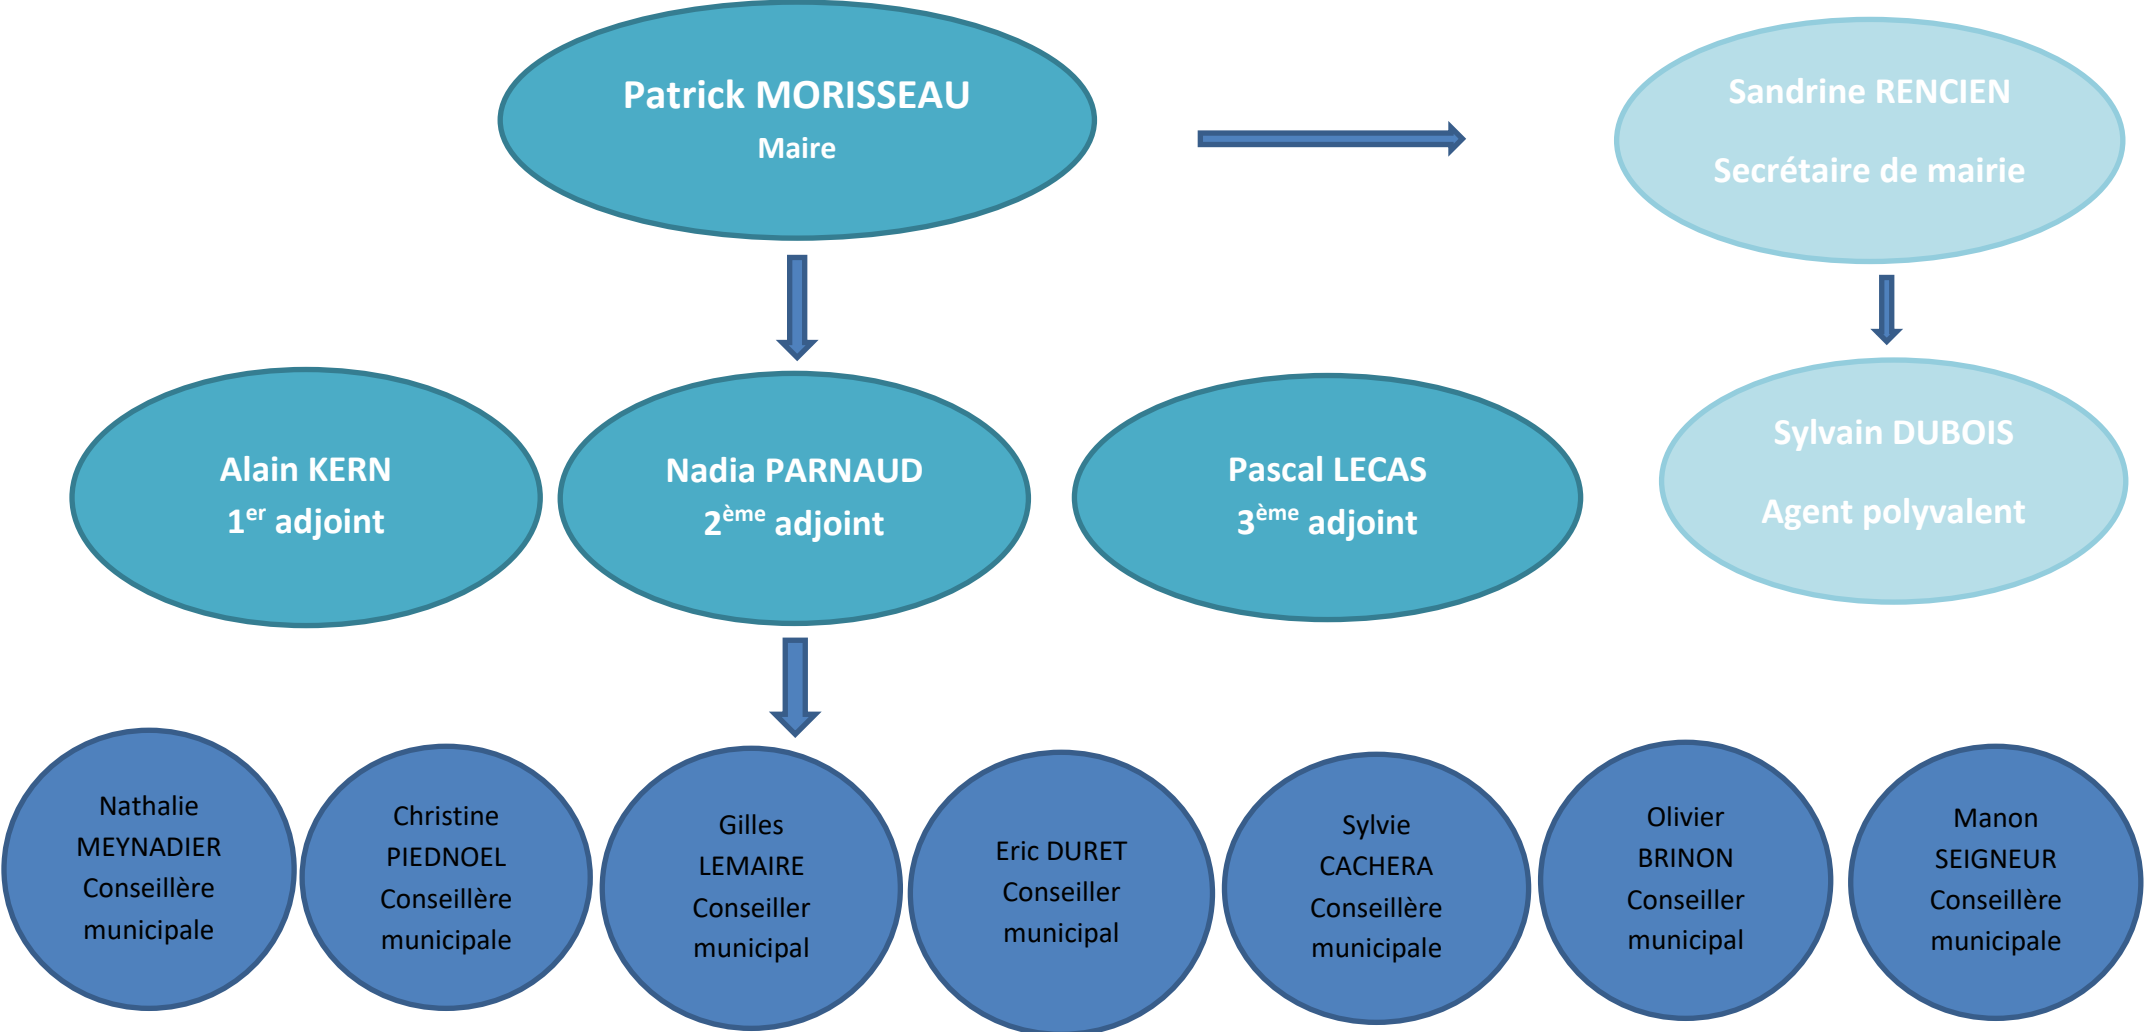 Patrick MORISSEAU
Maire
Sandrine RENCIEN
Secrétaire de mairie
Alain KERN
1er adjoint
Nadia PARNAUD
2ème adjoint
Pascal LECAS
3ème adjoint
Sylvain DUBOIS
Agent polyvalent
Nathalie
MEYNADIER
Conseillère
municipale
Christine
PIEDNOEL
Conseillère
municipale
Gilles
LEMAIRE
Conseiller
municipal
Eric DURET
Conseiller
municipal
Sylvie
CACHERA
Conseillère
municipale
Olivier
BRINON
Conseiller
municipal
Manon
SEIGNEUR
Conseillère
municipale